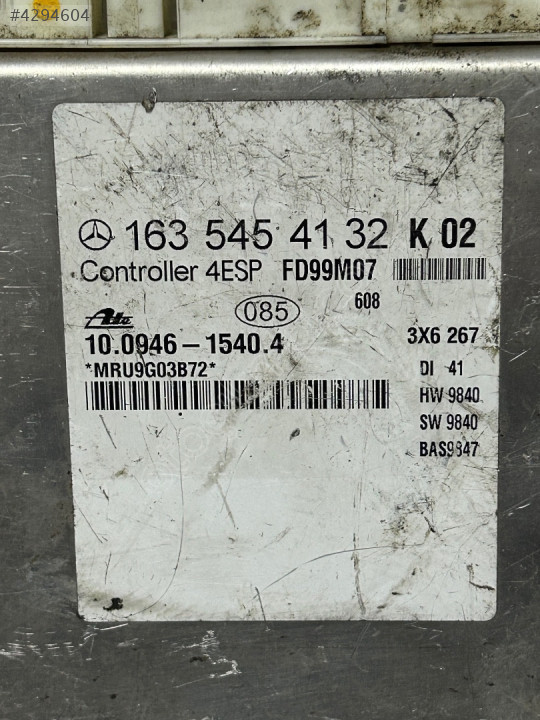 #4294604
163 545 41 32 K 02
Controller 4ESP FD99M07
085 608
Ate
10.0946-1540.4 3X6 267
*MRU9G03B72* DI 41
HW 9840
SW 9840
BAS9847